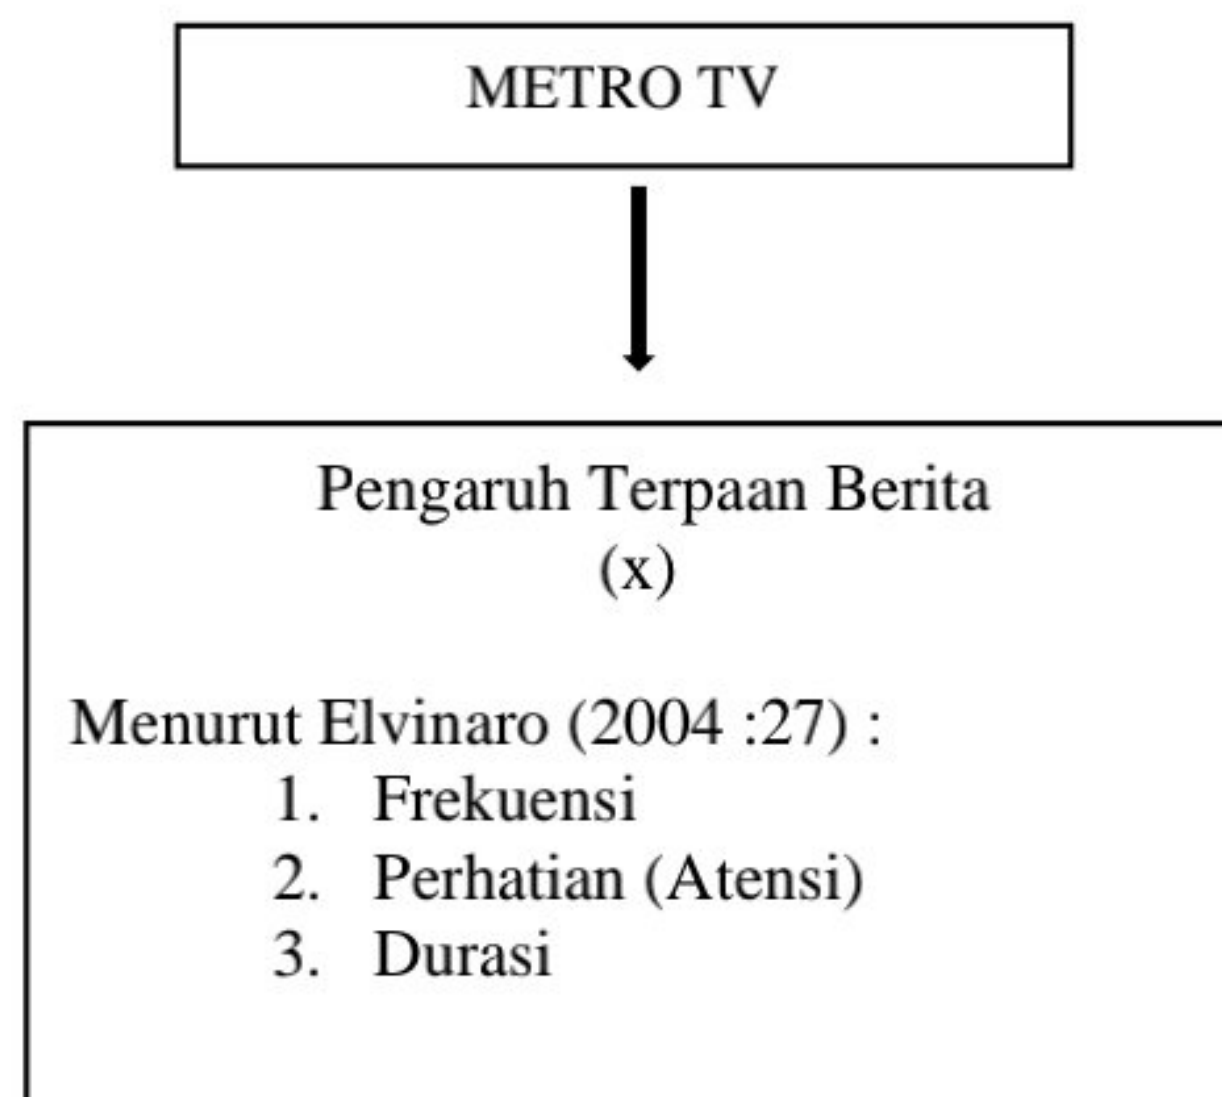 METRO TV
Pengaruh Terpaan Berita
(x)
Menurut Elvinaro (2004 :27) :
1. Frekuensi
2. Perhatian (Atensi)
3. Durasi